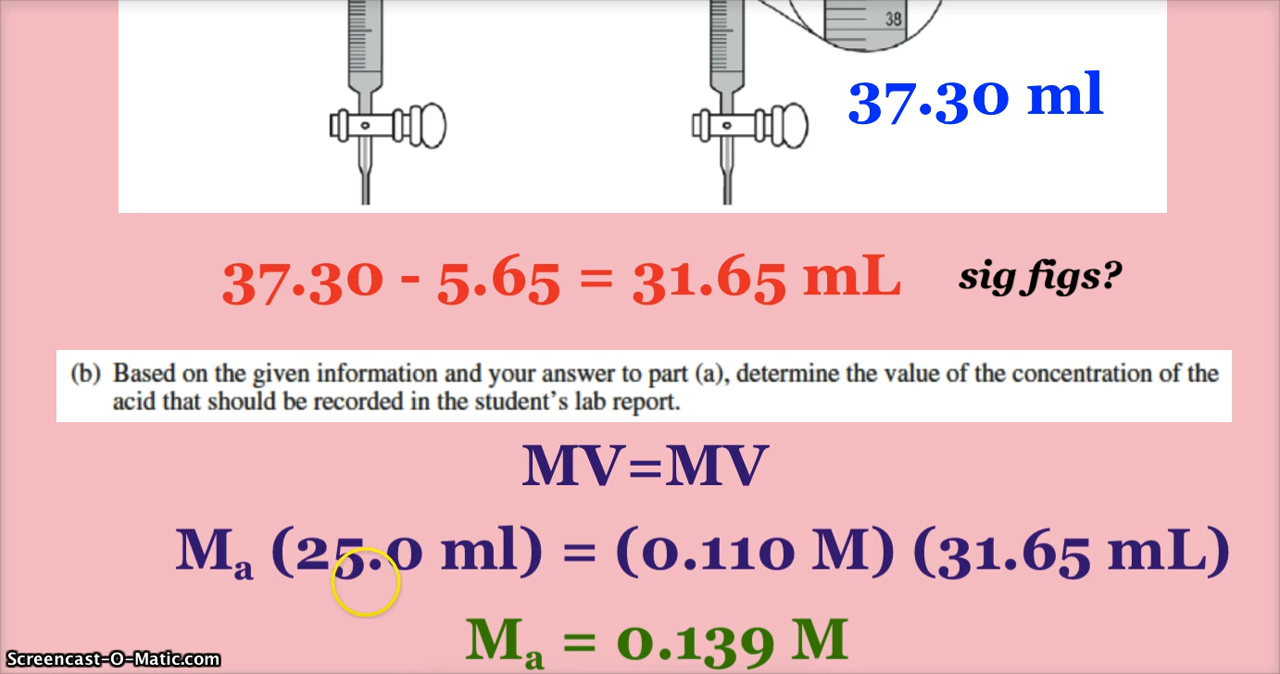 38
37.30 ml
37.30 - 5.65 = 31.65 mL sig figs?
(b) Based on the given information and your answer to part (a), determine the value of the concentration of the
acid that should be recorded in the student's lab report.
MV=MV
Ma (25.0 ml) = (0.110 M) (31.65 mL)
Ma = 0.139 M
Screencast-O-Matic.com